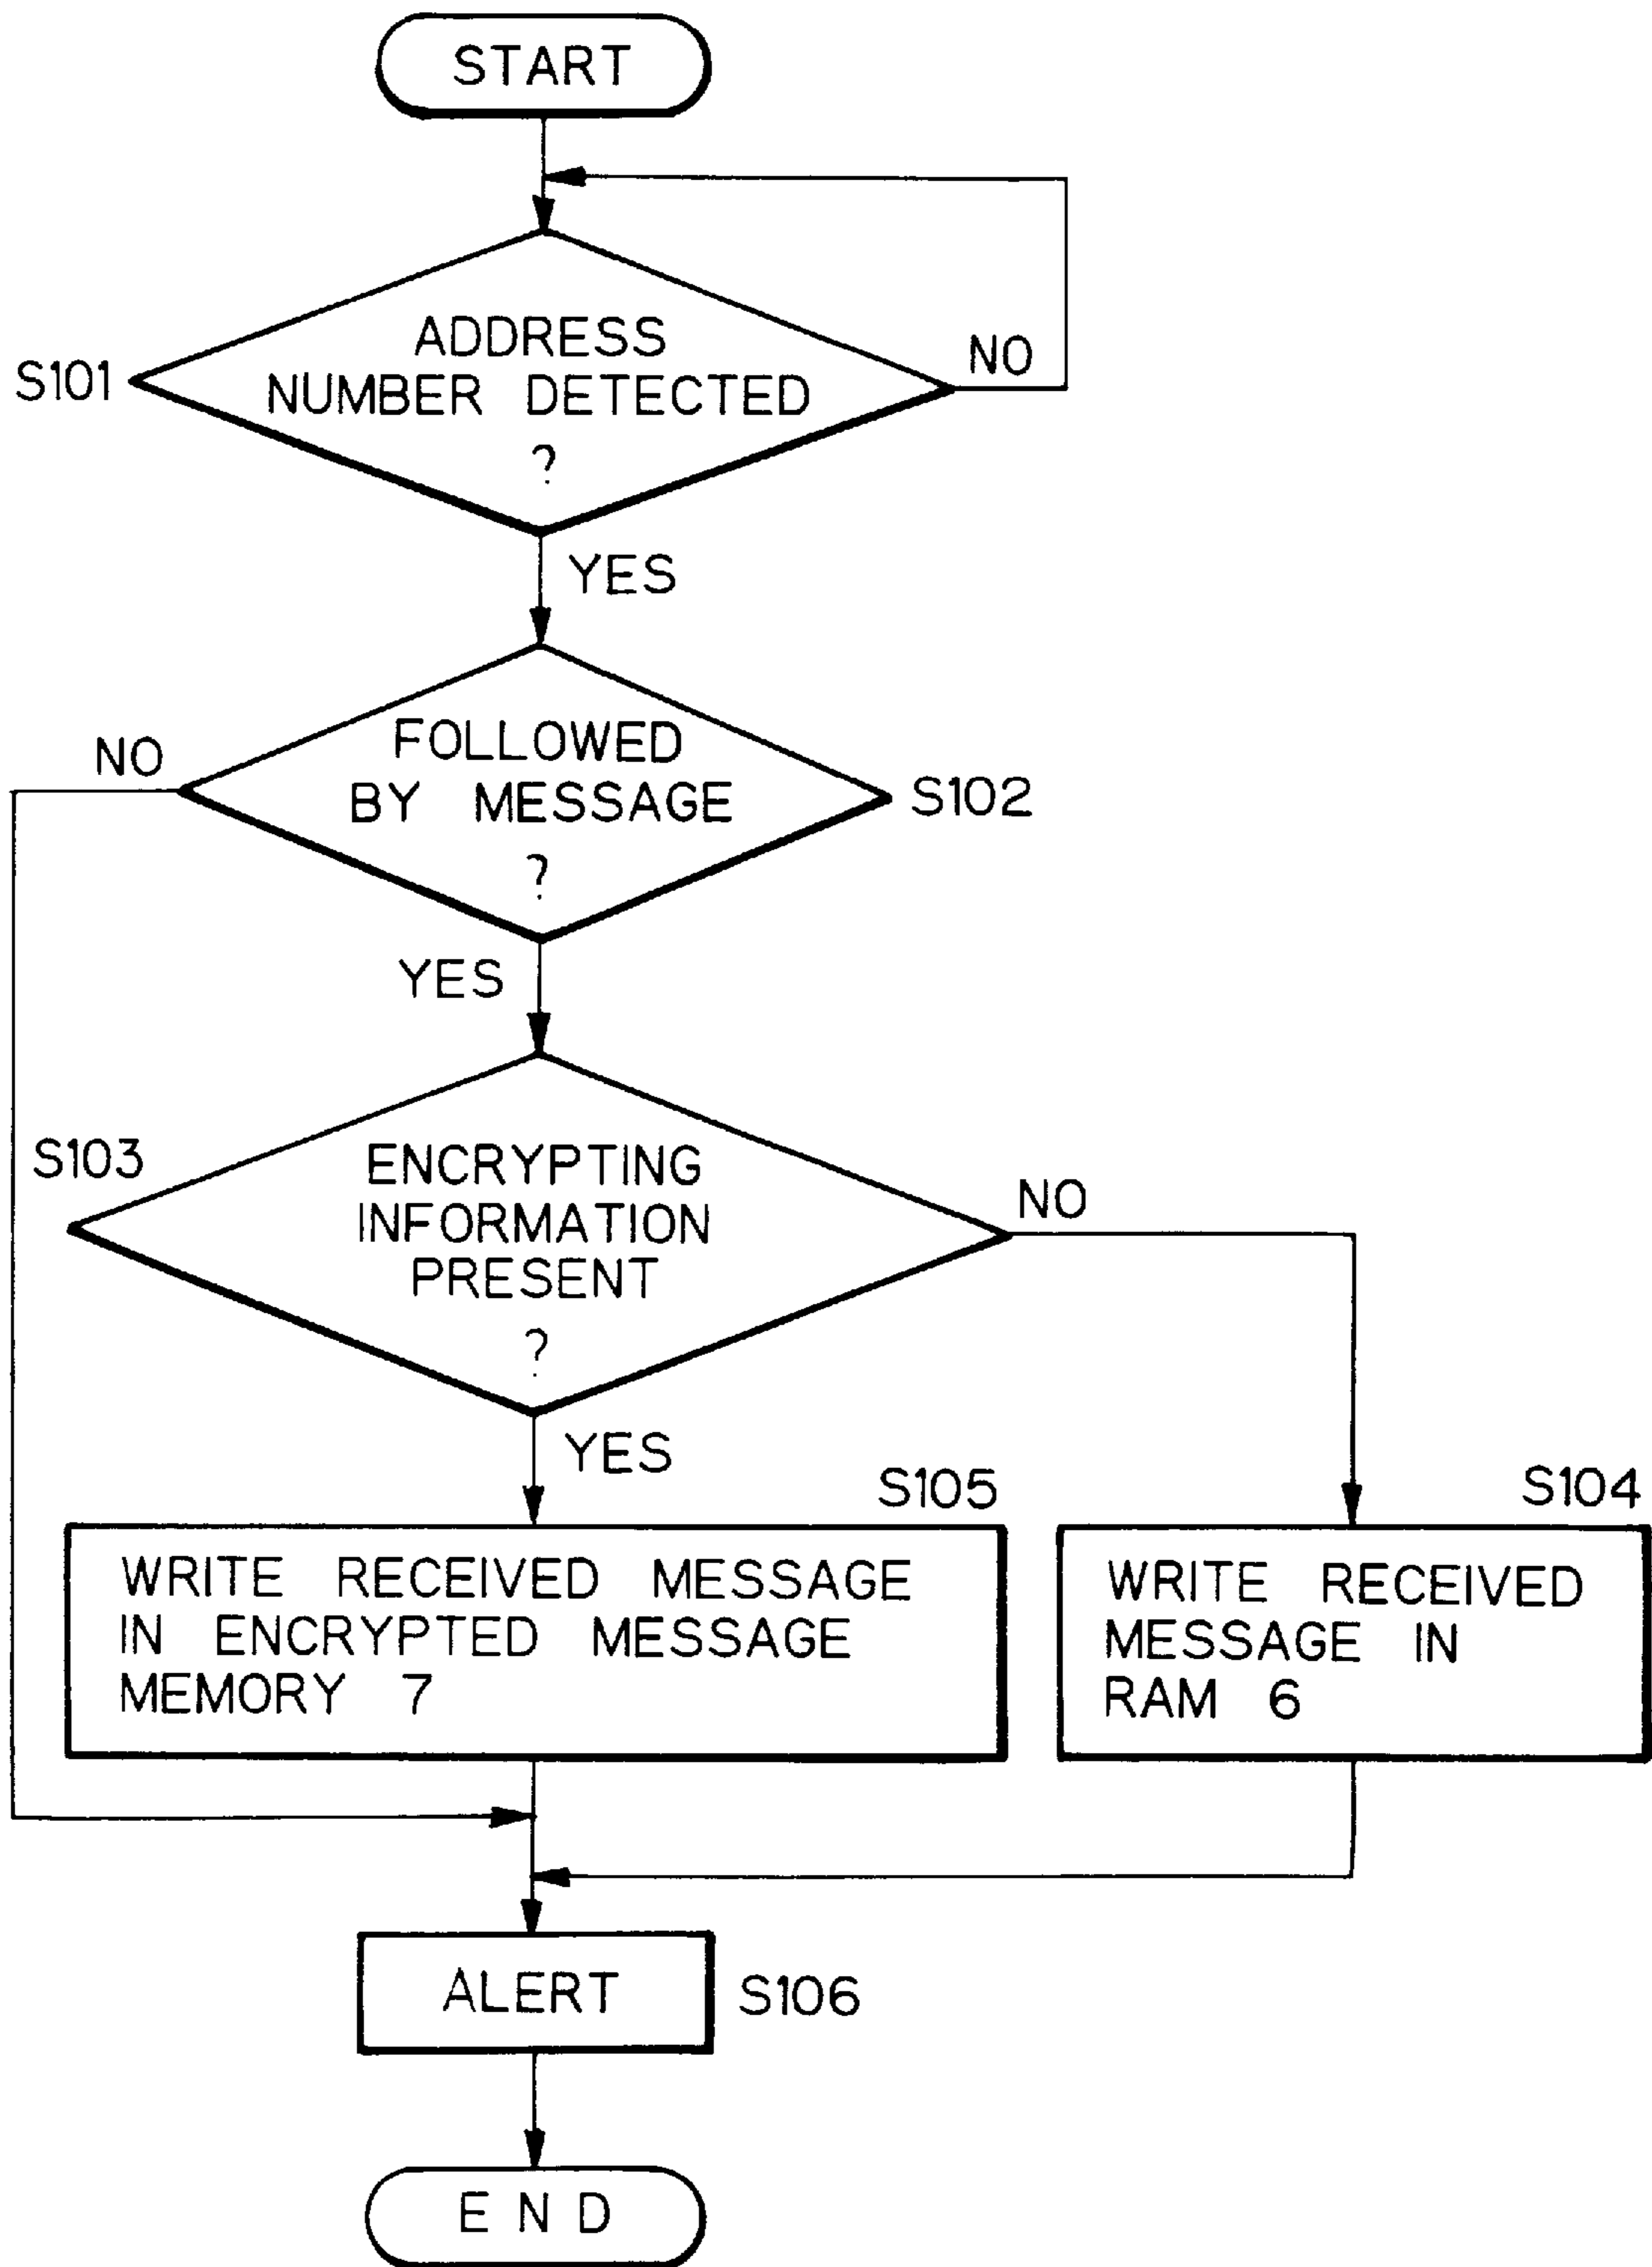 START
S101
ADDRESS
NUMBER DETECTED
?
NO
YES
NO
FOLLOWED
BY MESSAGE
?
S102
YES
S103
ENCRYPTING
INFORMATION
PRESENT
?
NO
YES
S105
WRITE RECEIVED MESSAGE
IN ENCRYPTED MESSAGE
MEMORY 7
S104
WRITE RECEIVED
MESSAGE IN
RAM 6
ALERT
S106
END